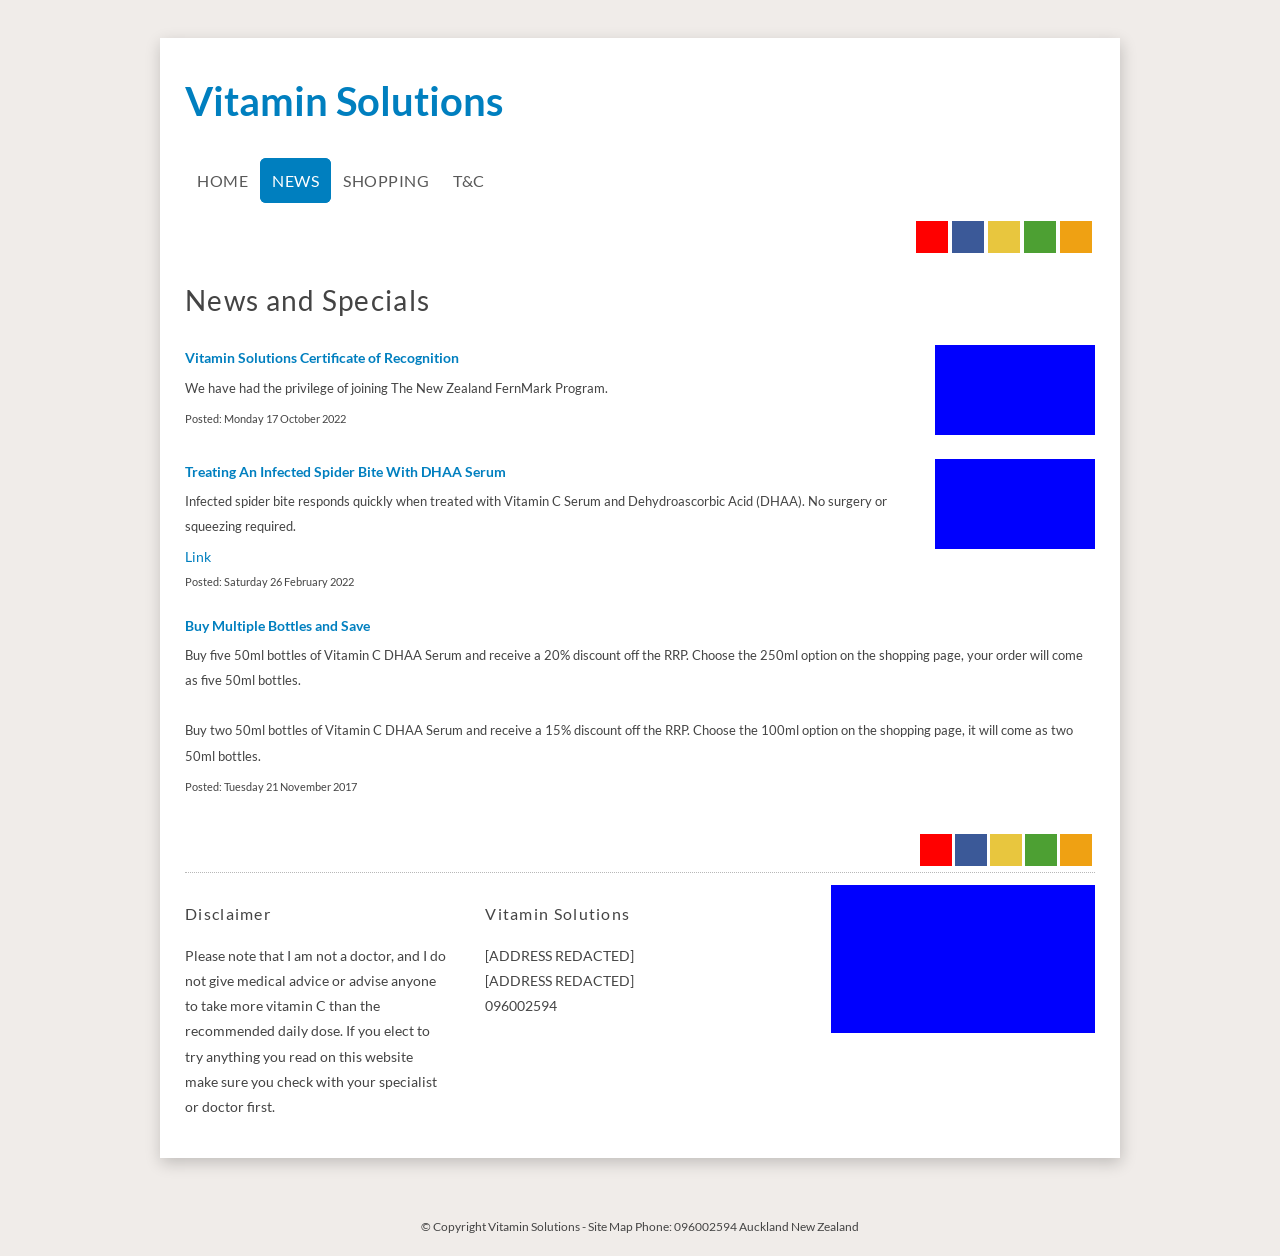 Vitamin Solutions
HOME NEWS SHOPPING T&C
News and Specials
Vitamin Solutions Certificate of Recognition
We have had the privilege of joining The New Zealand FernMark Program.
Posted: Monday 17 October 2022
Treating An Infected Spider Bite With DHAA Serum
Infected spider bite responds quickly when treated with Vitamin C Serum and Dehydroascorbic Acid (DHAA). No surgery or
squeezing required.
Link
Posted: Saturday 26 February 2022
Buy Multiple Bottles and Save
Buy five 50ml bottles of Vitamin C DHAA Serum and receive a 20% discount off the RRP. Choose the 250ml option on the shopping page, your order will come
as five 50ml bottles.
Buy two 50ml bottles of Vitamin C DHAA Serum and receive a 15% discount off the RRP. Choose the 100ml option on the shopping page, it will come as two
50ml bottles.
Posted: Tuesday 21 November 2017
Disclaimer
Please note that I am not a doctor, and I do
not give medical advice or advise anyone
to take more vitamin C than the
recommended daily dose. If you elect to
try anything you read on this website
make sure you check with your specialist
or doctor first.
Vitamin Solutions
[ADDRESS REDACTED]
[ADDRESS REDACTED]
096002594
© Copyright Vitamin Solutions - Site Map Phone: 096002594 Auckland New Zealand